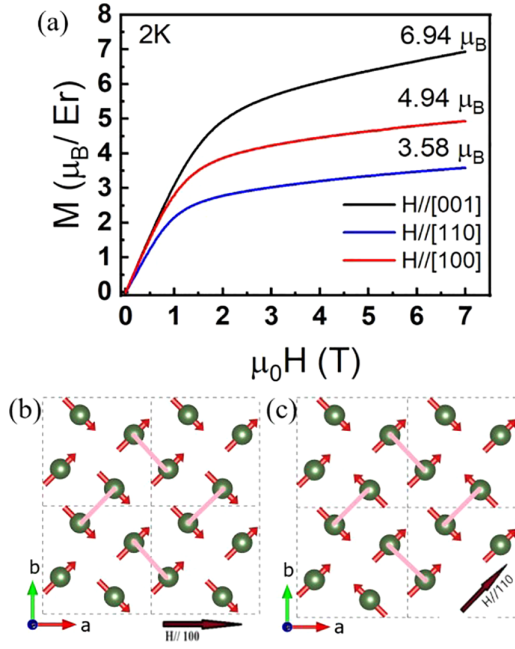 (a)
8
7
6
5
4
3
2
1
0
M (μB/ Er)
2K
6.94 μB
4.94 μB
3.58 μB
H//[001]
H//[110]
H//[100]
0 1 2 3 4 5 6 7
μ0H (T)
(b)
(c)
b
a
H// 100
b
a
H//110